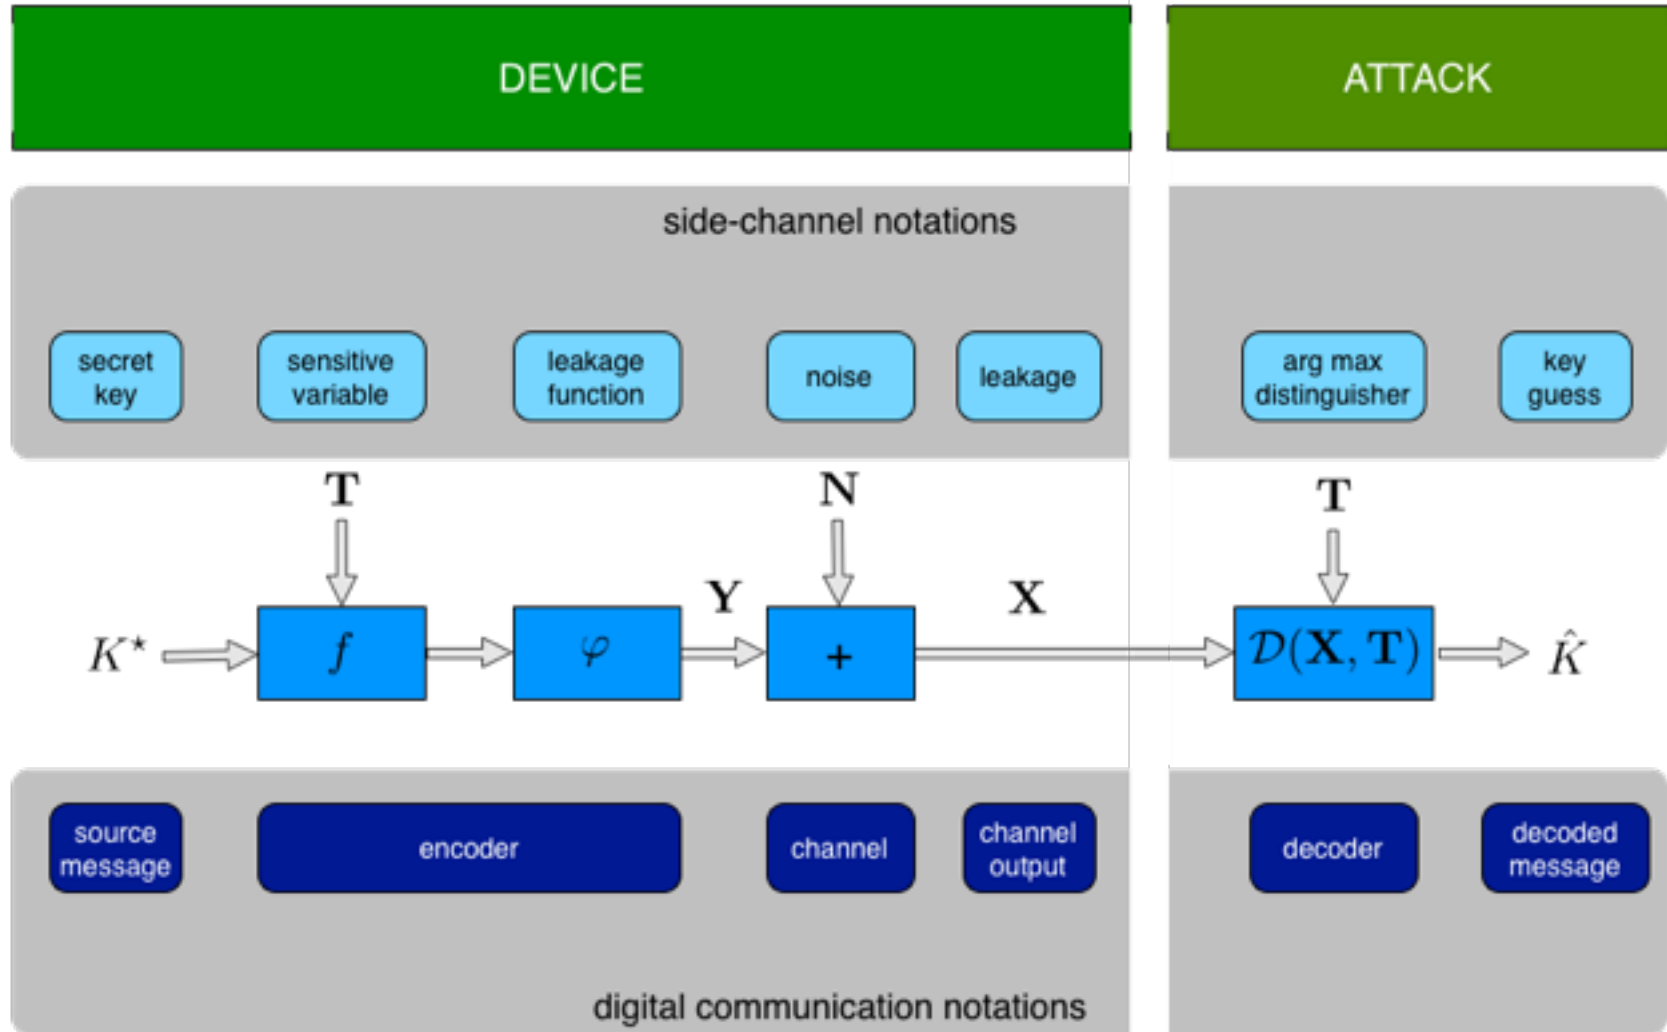 DEVICE
ATTACK
side-channel notations
secret
key
sensitive
variable
leakage
function
noise
leakage
arg max
distinguisher
key
guess
T
N
T
Y
X
K⋆
f
φ
+
𝒟(X, T)
K̂
source
message
encoder
channel
channel
output
decoder
decoded
message
digital communication notations